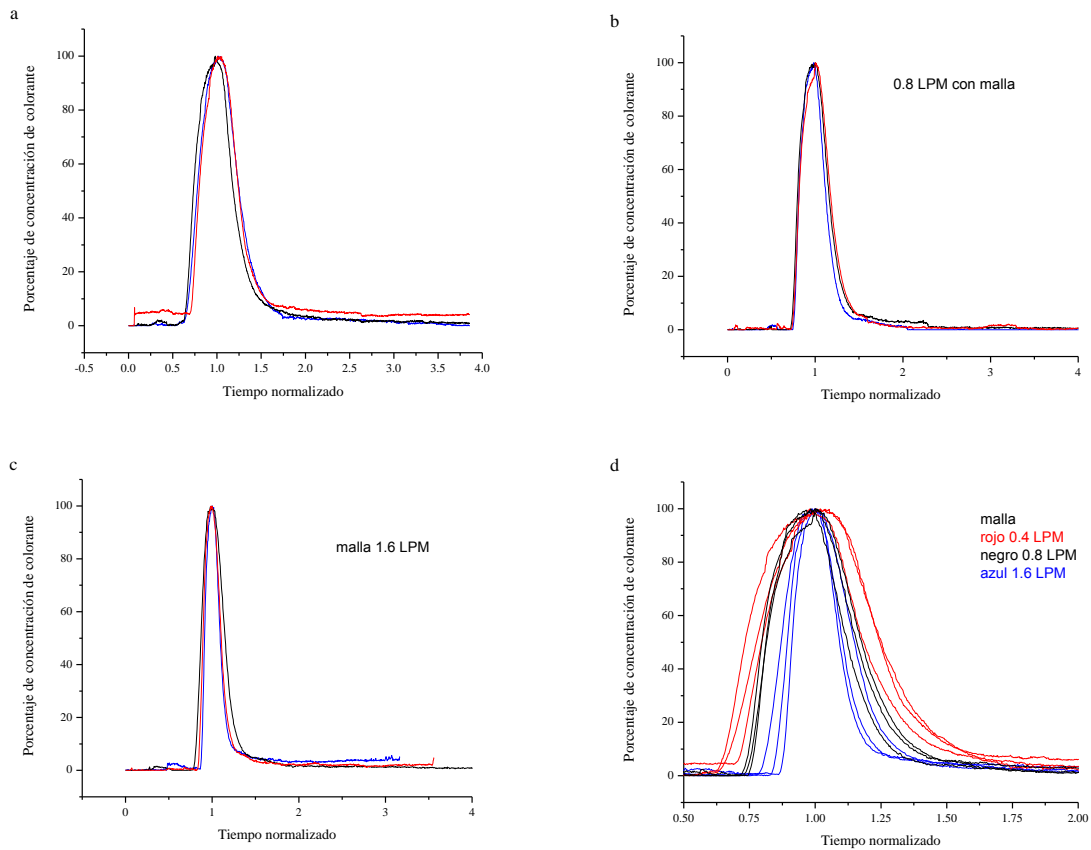 a
Porcentaje de concentración de colorante
100
80
60
40
20
0
-0.5 0.0 0.5 1.0 1.5 2.0 2.5 3.0 3.5 4.0
Tiempo normalizado
b
0.8 LPM con malla
Porcentaje de concentración de colorante
100
80
60
40
20
0
0 1 2 3 4
Tiempo normalizado
c
malla 1.6 LPM
Porcentaje de concentración de colorante
100
80
60
40
20
0
0 1 2 3 4
Tiempo normalizado
d
malla
rojo 0.4 LPM
negro 0.8 LPM
azul 1.6 LPM
Porcentaje de concentración de colorante
100
80
60
40
20
0
0.50 0.75 1.00 1.25 1.50 1.75 2.00
Tiempo normalizado